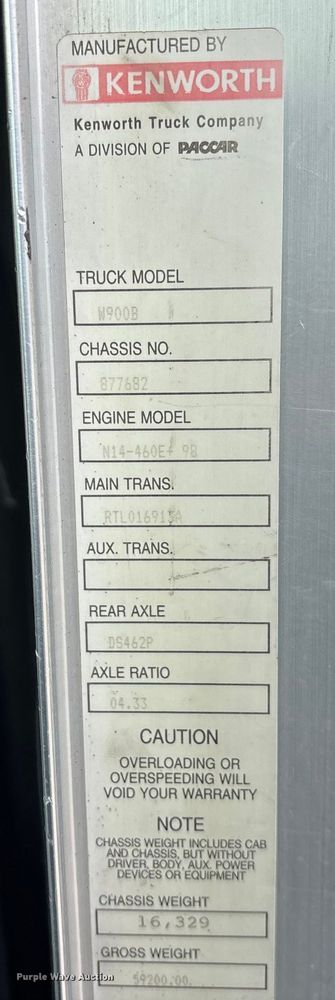 MANUFACTURED BY
KENWORTH
Kenworth Truck Company
A DIVISION OF PACCAR
TRUCK MODEL
W900B
CHASSIS NO.
877682
ENGINE MODEL
N14-460E+ 98
MAIN TRANS.
RTLO16913A
AUX. TRANS.
REAR AXLE
DS462P
AXLE RATIO
04.33
CAUTION
OVERLOADING OR
OVERSPEEDING WILL
VOID YOUR WARRANTY
NOTE
CHASSIS WEIGHT INCLUDES CAB
AND CHASSIS, BUT WITHOUT
DRIVER, BODY, AUX. POWER
DEVICES OR EQUIPMENT
CHASSIS WEIGHT
16,329
GROSS WEIGHT
59200.00
Purple Wave Auction